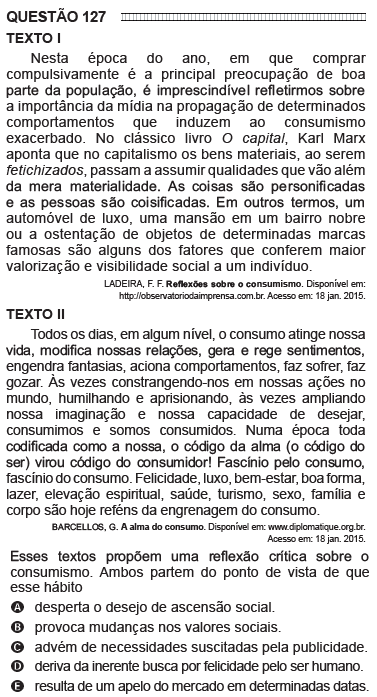 QUESTÃO 127
TEXTO I
Nesta época do ano, em que comprar
compulsivamente é a principal preocupação de boa
parte da população, é imprescindível refletirmos sobre
a importância da mídia na propagação de determinados
comportamentos que induzem ao consumismo
exacerbado. No clássico livro O capital, Karl Marx
aponta que no capitalismo os bens materiais, ao serem
fetichizados, passam a assumir qualidades que vão além
da mera materialidade. As coisas são personificadas
e as pessoas são coisificadas. Em outros termos, um
automóvel de luxo, uma mansão em um bairro nobre
ou a ostentação de objetos de determinadas marcas
famosas são alguns dos fatores que conferem maior
valorização e visibilidade social a um indivíduo.
LADEIRA, F. F. Reflexões sobre o consumismo. Disponível em:
http://observatoriodaimprensa.com.br. Acesso em: 18 jan. 2015.
TEXTO II
Todos os dias, em algum nível, o consumo atinge nossa
vida, modifica nossas relações, gera e rege sentimentos,
engendra fantasias, aciona comportamentos, faz sofrer, faz
gozar. Às vezes constrangendo-nos em nossas ações no
mundo, humilhando e aprisionando, às vezes ampliando
nossa imaginação e nossa capacidade de desejar,
consumimos e somos consumidos. Numa época toda
codificada como a nossa, o código da alma (o código do
ser) virou código do consumidor! Fascínio pelo consumo,
fascínio do consumo. Felicidade, luxo, bem-estar, boa forma,
lazer, elevação espiritual, saúde, turismo, sexo, família e
corpo são hoje reféns da engrenagem do consumo.
BARCELLOS, G. A alma do consumo. Disponível em: www.diplomatique.org.br.
Acesso em: 18 jan. 2015.
Esses textos propõem uma reflexão crítica sobre o
consumismo. Ambos partem do ponto de vista de que
esse hábito
A desperta o desejo de ascensão social.
B provoca mudanças nos valores sociais.
C advém de necessidades suscitadas pela publicidade.
D deriva da inerente busca por felicidade pelo ser humano.
E resulta de um apelo do mercado em determinadas datas.